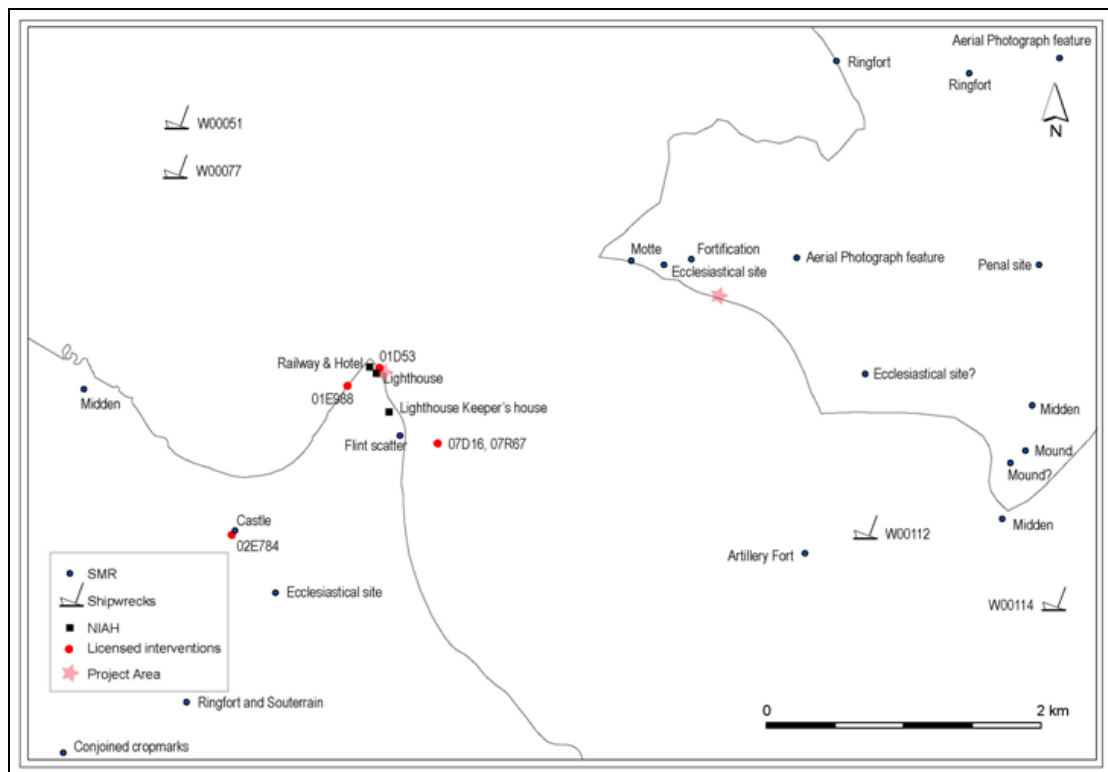 Aerial Photograph feature
Ringfort
Ringfort
N
W00051
W00077
Motte
Fortification
Ecclesiastical site
Aerial Photograph feature
Penal site
Railway & Hotel
01D53
Lighthouse
01E988
Midden
Lighthouse Keeper's house
Ecclesiastical site?
Midden
Flint scatter
07D16, 07R67
Mound
Mound?
Midden
Castle
02E784
W00112
Artillery Fort
W00114
Ecclesiastical site
SMR
Shipwrecks
NIAH
Licensed interventions
Project Area
Ringfort and Souterrain
Conjoined cropmarks
0 2 km